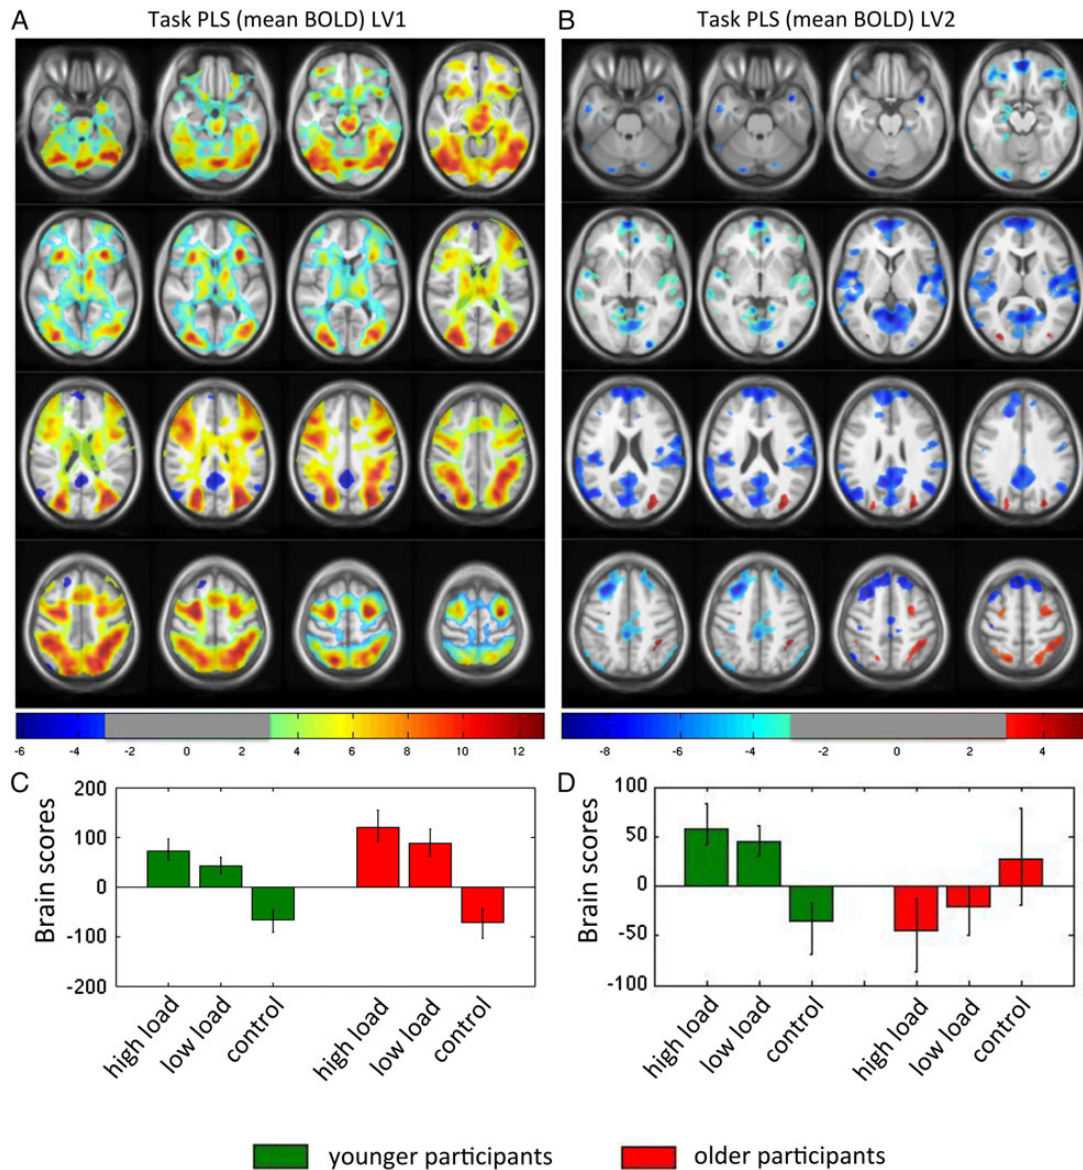 A Task PLS (mean BOLD) LV1
B Task PLS (mean BOLD) LV2
-6 -4 -2 0 2 4 6 8 10 12
-8 -6 -4 -2 0 2 4
C
200
100
0
-100
-200
Brain scores
high load low load control high load low load control
D
100
50
0
-50
-100
Brain scores
high load low load control high load low load control
younger participants older participants